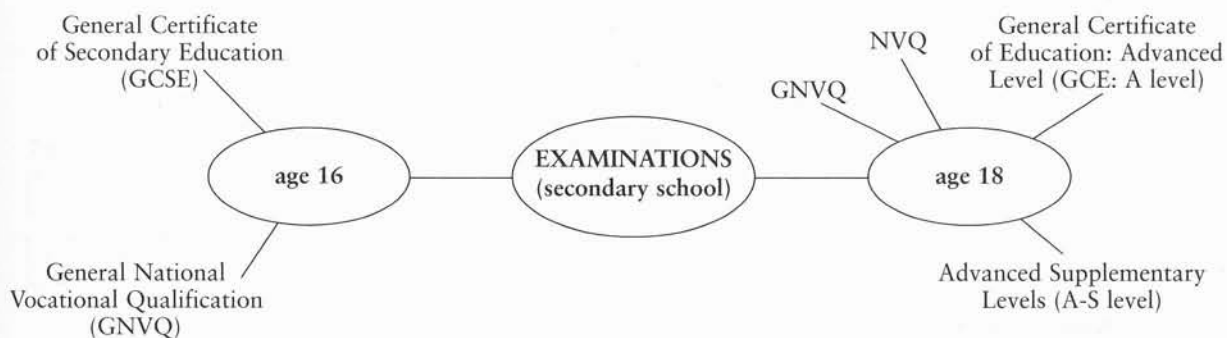 General Certificate
of Secondary Education
(GCSE)
age 16
General National
Vocational Qualification
(GNVQ)
EXAMINATIONS
(secondary school)
GNVQ
NVQ
General Certificate
of Education: Advanced
Level (GCE: A level)
age 18
Advanced Supplementary
Levels (A-S level)